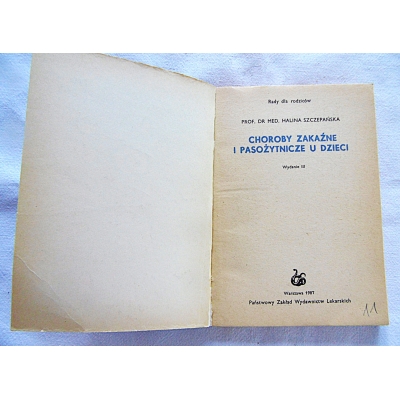 Rady dla rodziców
PROF. DR MED. HALINA SZCZEPAŃSKA
CHOROBY ZAKAŹNE
I PASOŻYTNICZE U DZIECI
Wydanie III
Warszawa 1987
Państwowy Zakład Wydawnictw Lekarskich
11